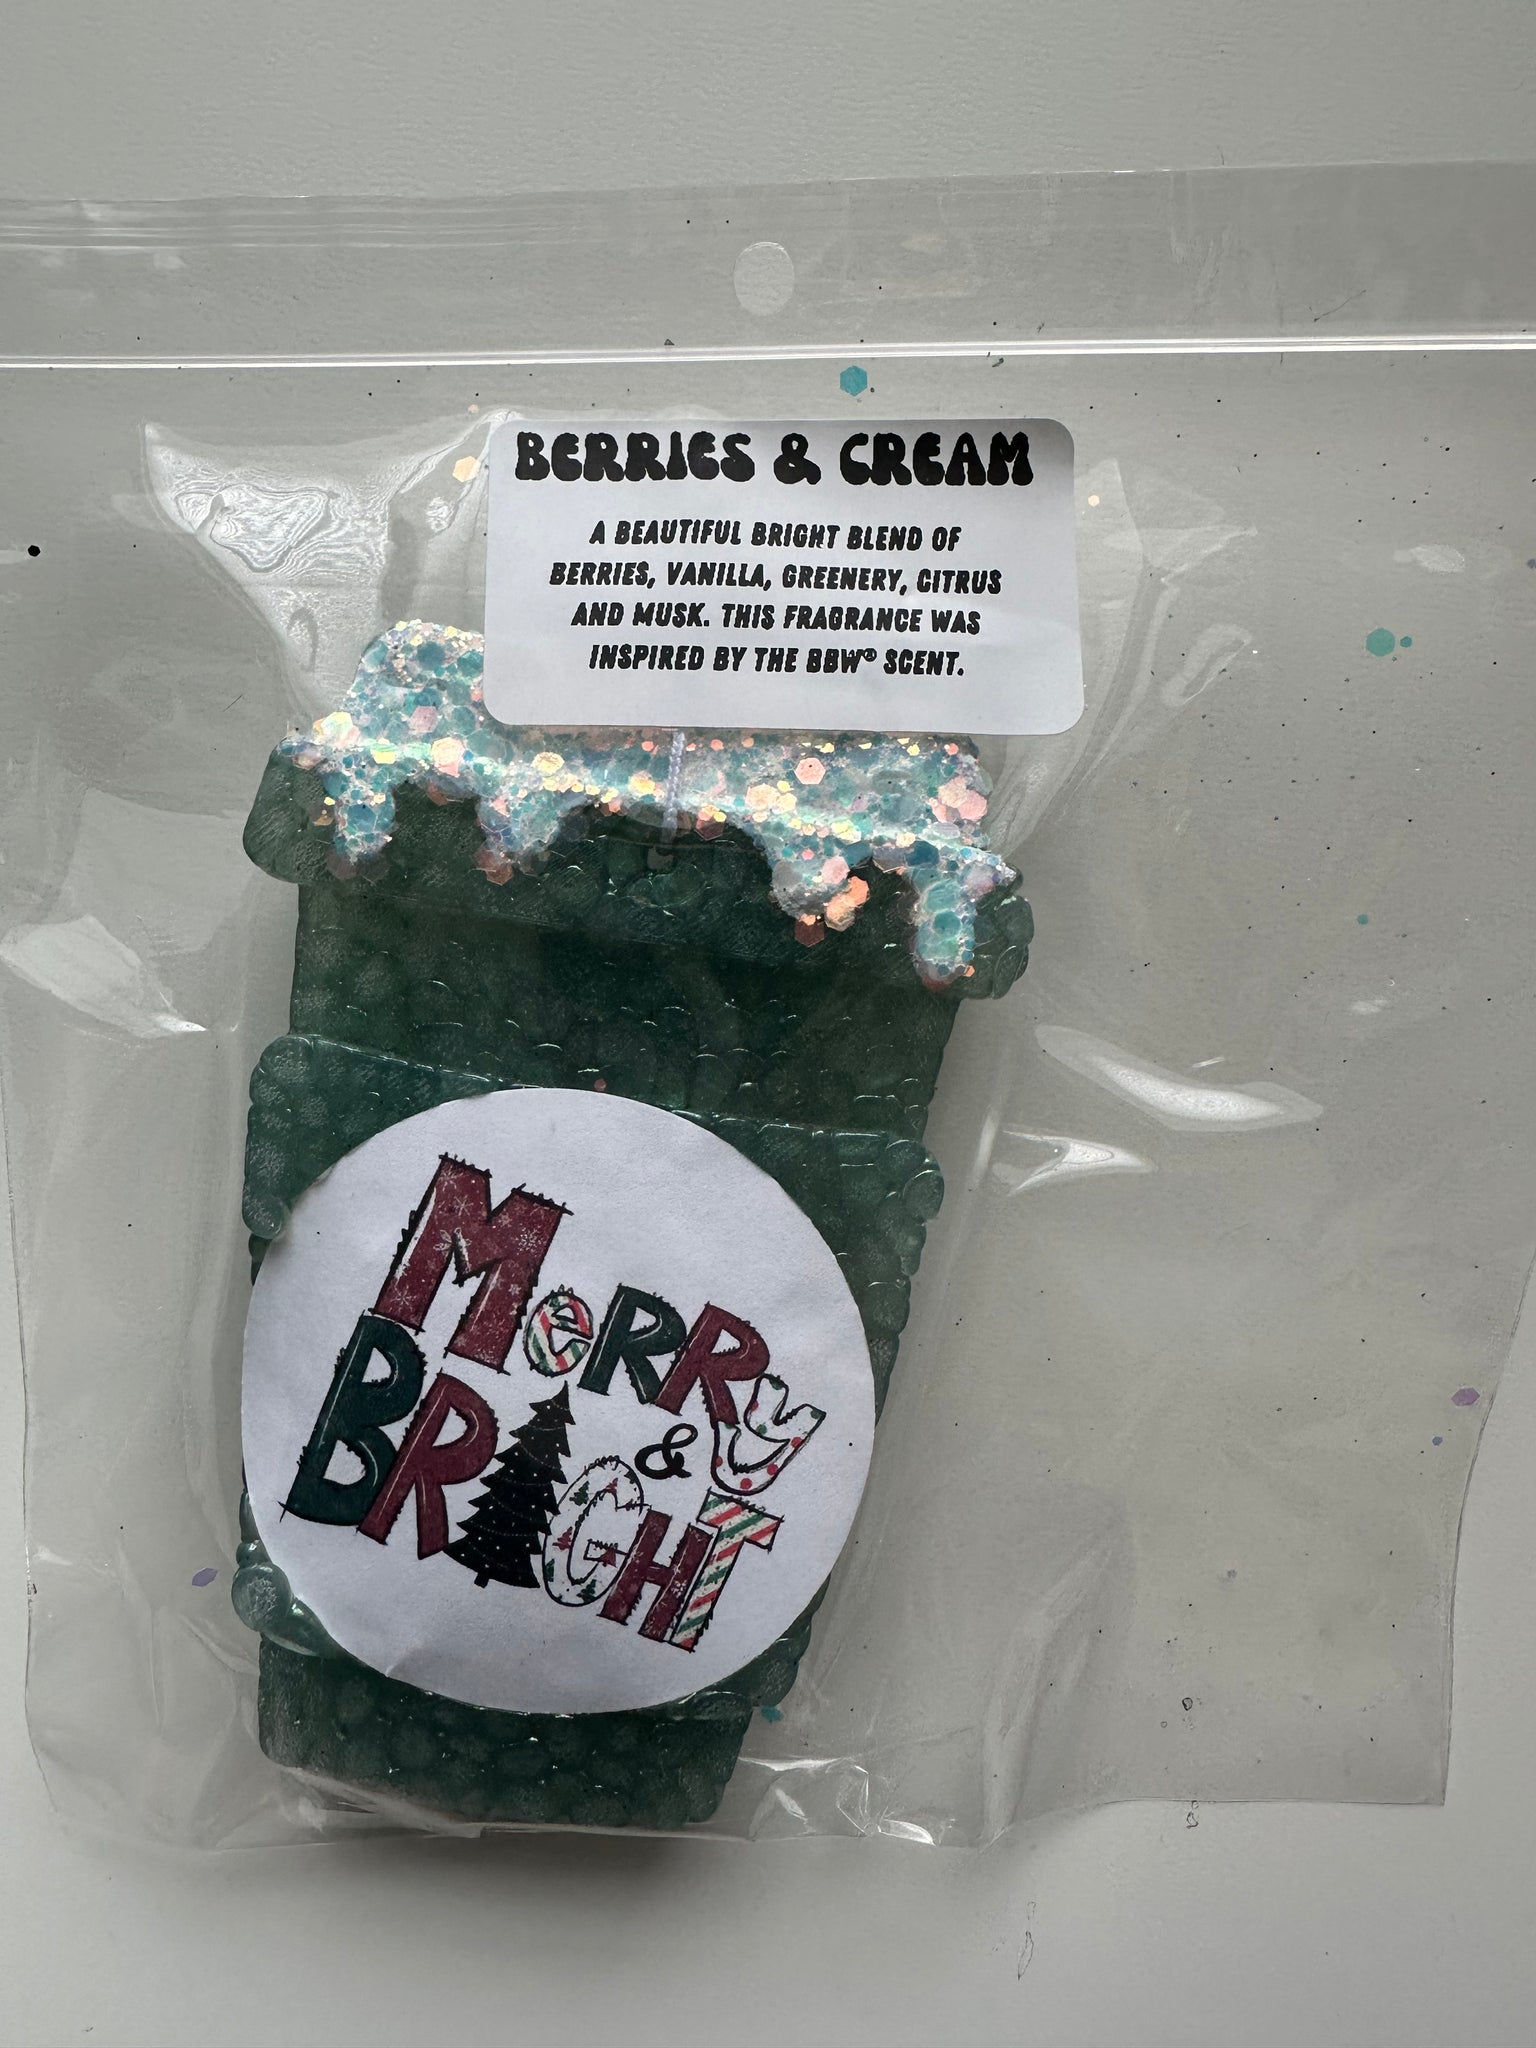 BERRIES & CREAM
A BEAUTIFUL BRIGHT BLEND OF
BERRIES, VANILLA, GREENERY, CITRUS
AND MUSK. THIS FRAGRANCE WAS
INSPIRED BY THE BBW® SCENT.
MeRRy
&
BRIGHT